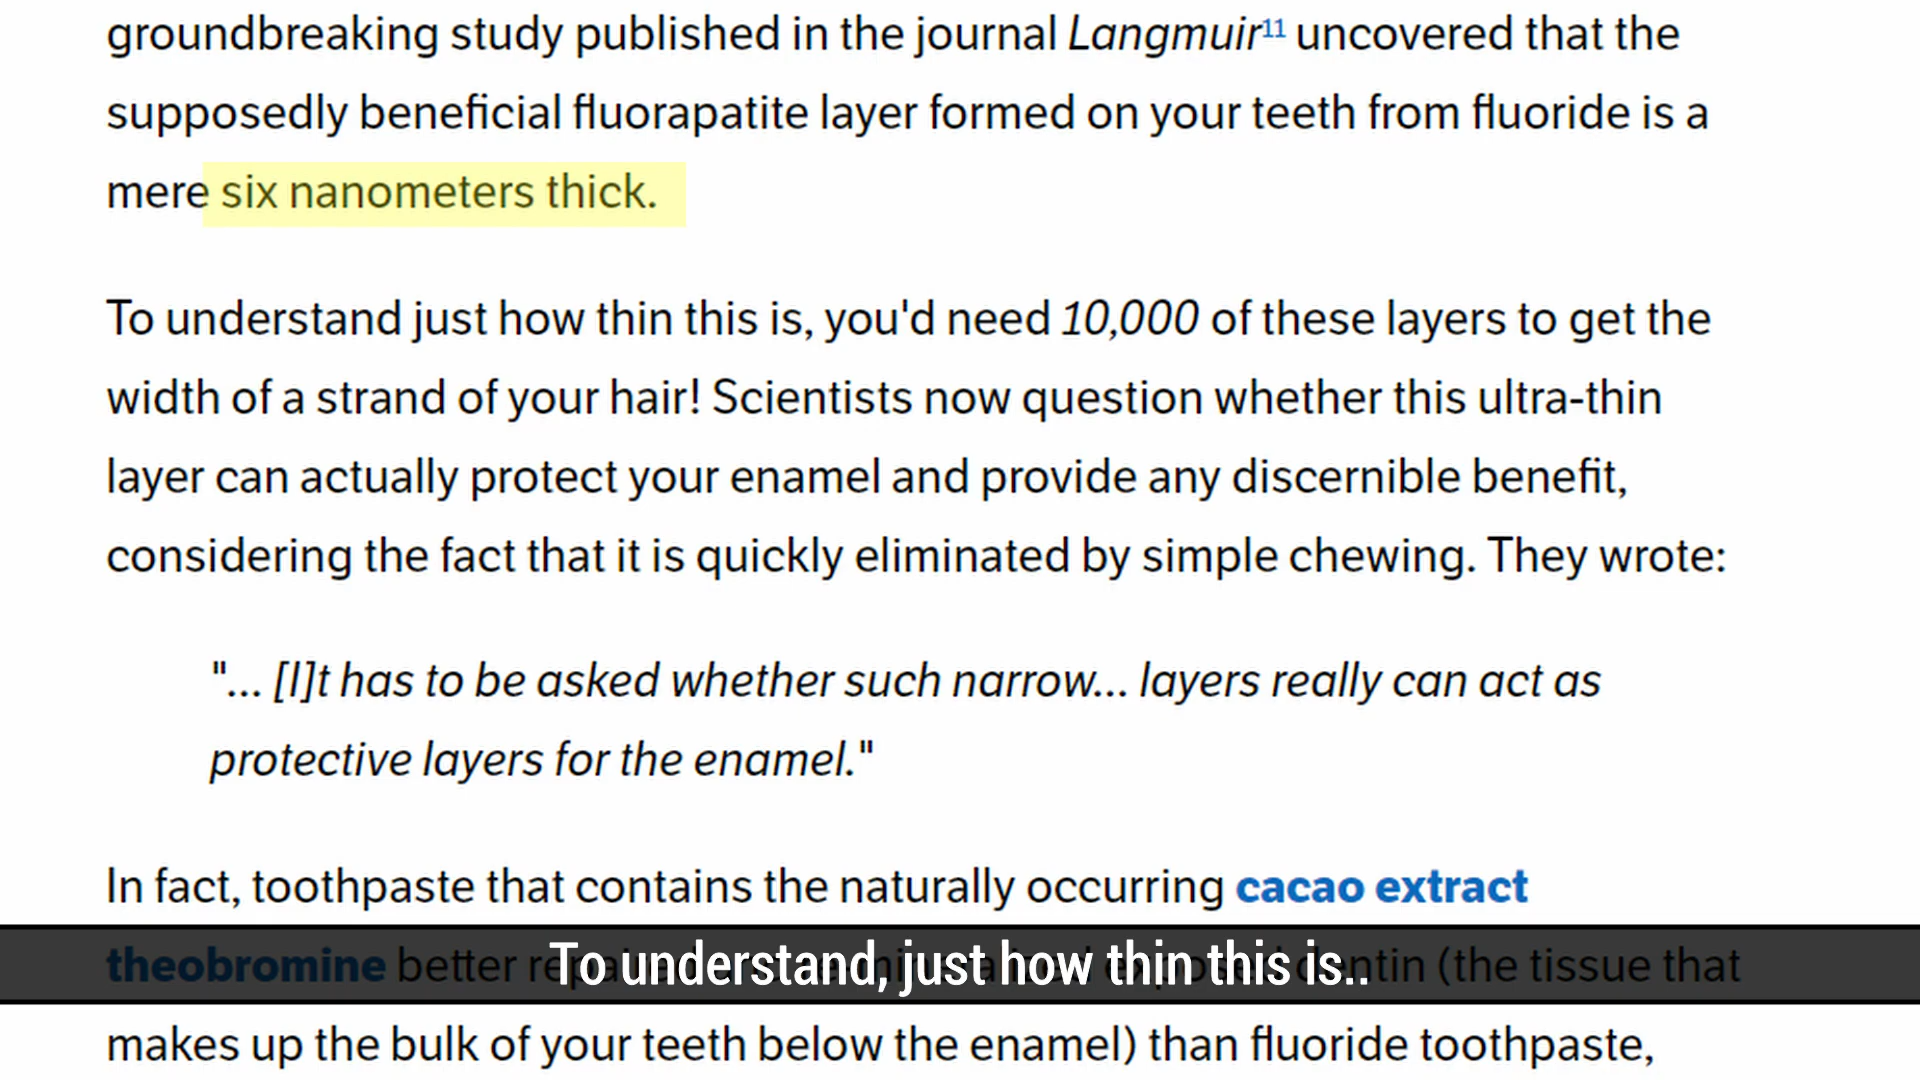 groundbreaking study published in the journal Langmuir11 uncovered that the
supposedly beneficial fluorapatite layer formed on your teeth from fluoride is a
mere six nanometers thick.
To understand just how thin this is, you'd need 10,000 of these layers to get the
width of a strand of your hair! Scientists now question whether this ultra-thin
layer can actually protect your enamel and provide any discernible benefit,
considering the fact that it is quickly eliminated by simple chewing. They wrote:
"... [I]t has to be asked whether such narrow... layers really can act as
protective layers for the enamel."
In fact, toothpaste that contains the naturally occurring cacao extract
theobromine better (the tissue that
To understand, just how thin this is..
makes up the bulk of your teeth below the enamel) than fluoride toothpaste,